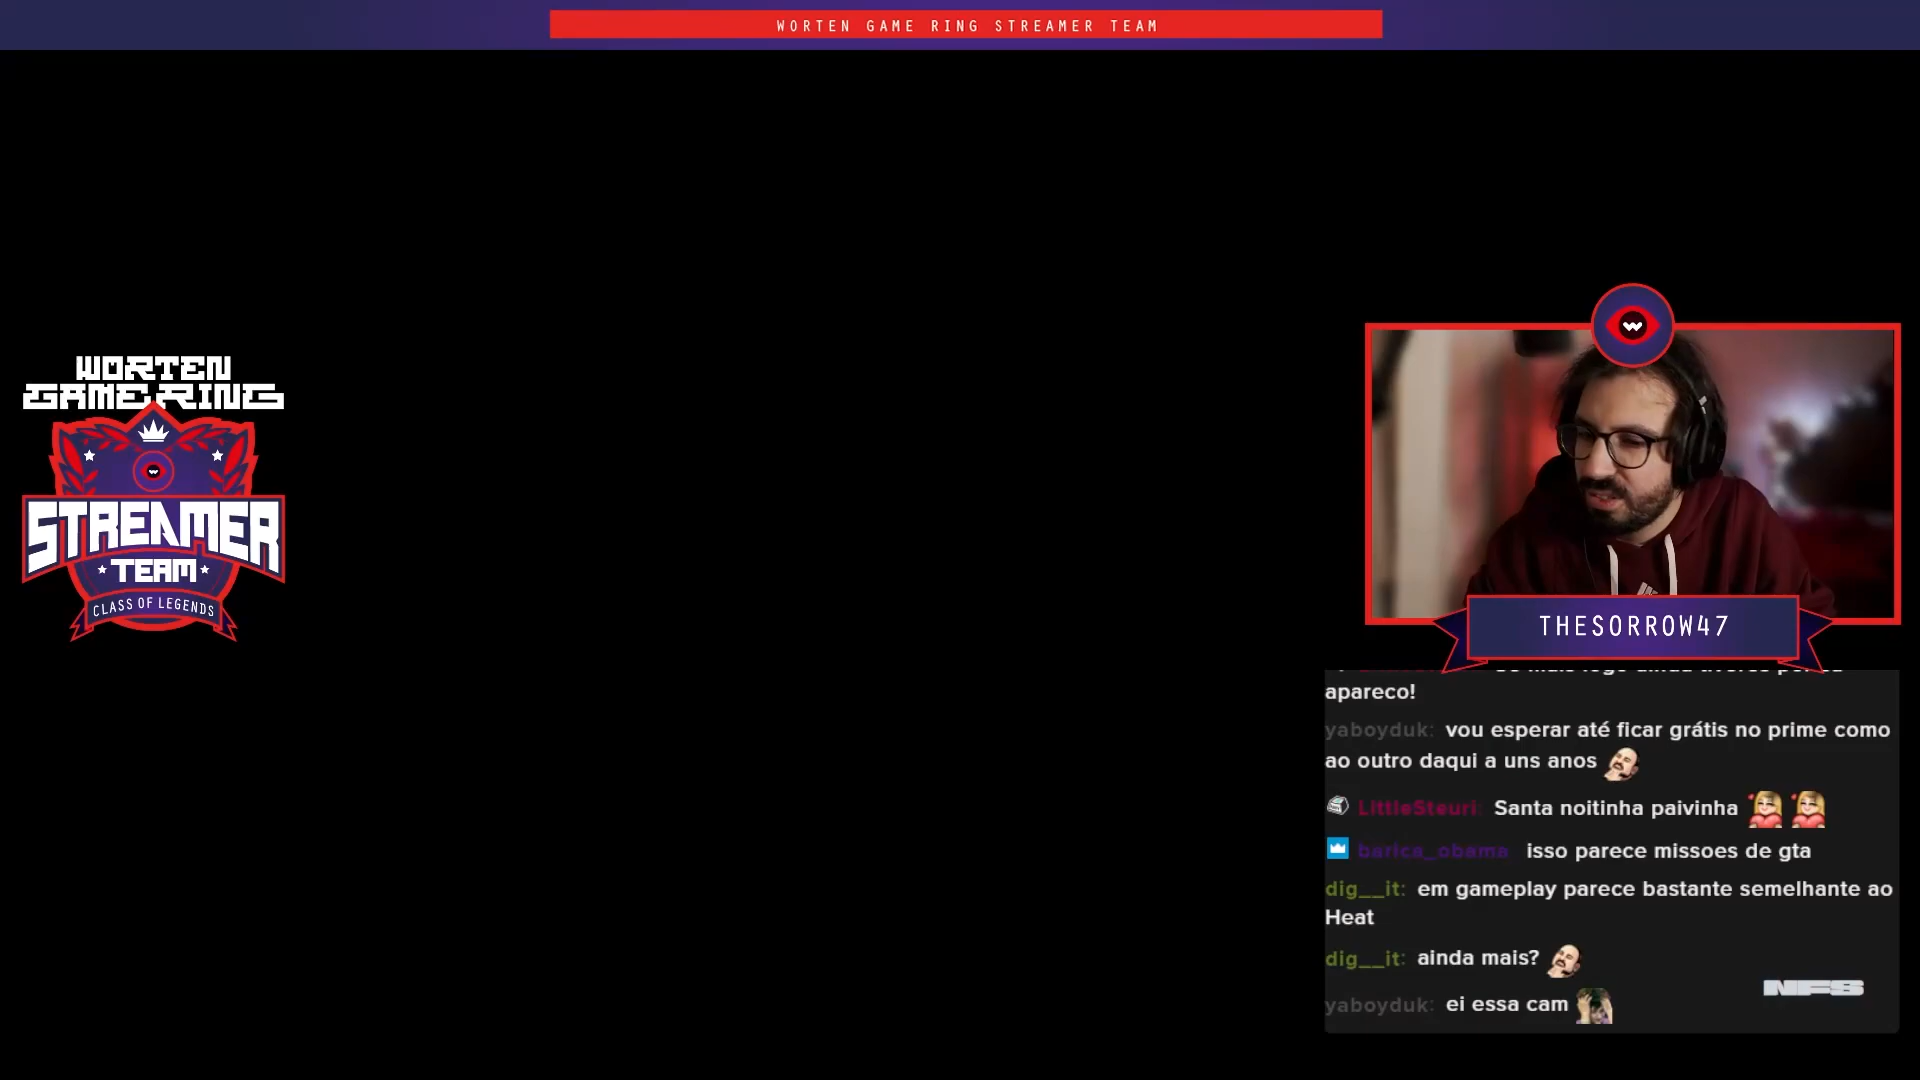 WORTEN GAME RING STREAMER TEAM
WORTEN
GAME RING
STREAMER
TEAM
CLASS OF LEGENDS
THESORROW47
apareco!
yaboyduk: vou esperar até ficar grátis no prime como
ao outro daqui a uns anos
LittleSteuri: Santa noitinha paivinha
barica_obama isso parece missoes de gta
dig__it: em gameplay parece bastante semelhante ao
Heat
dig__it: ainda mais?
NFS
yaboyduk: ei essa cam